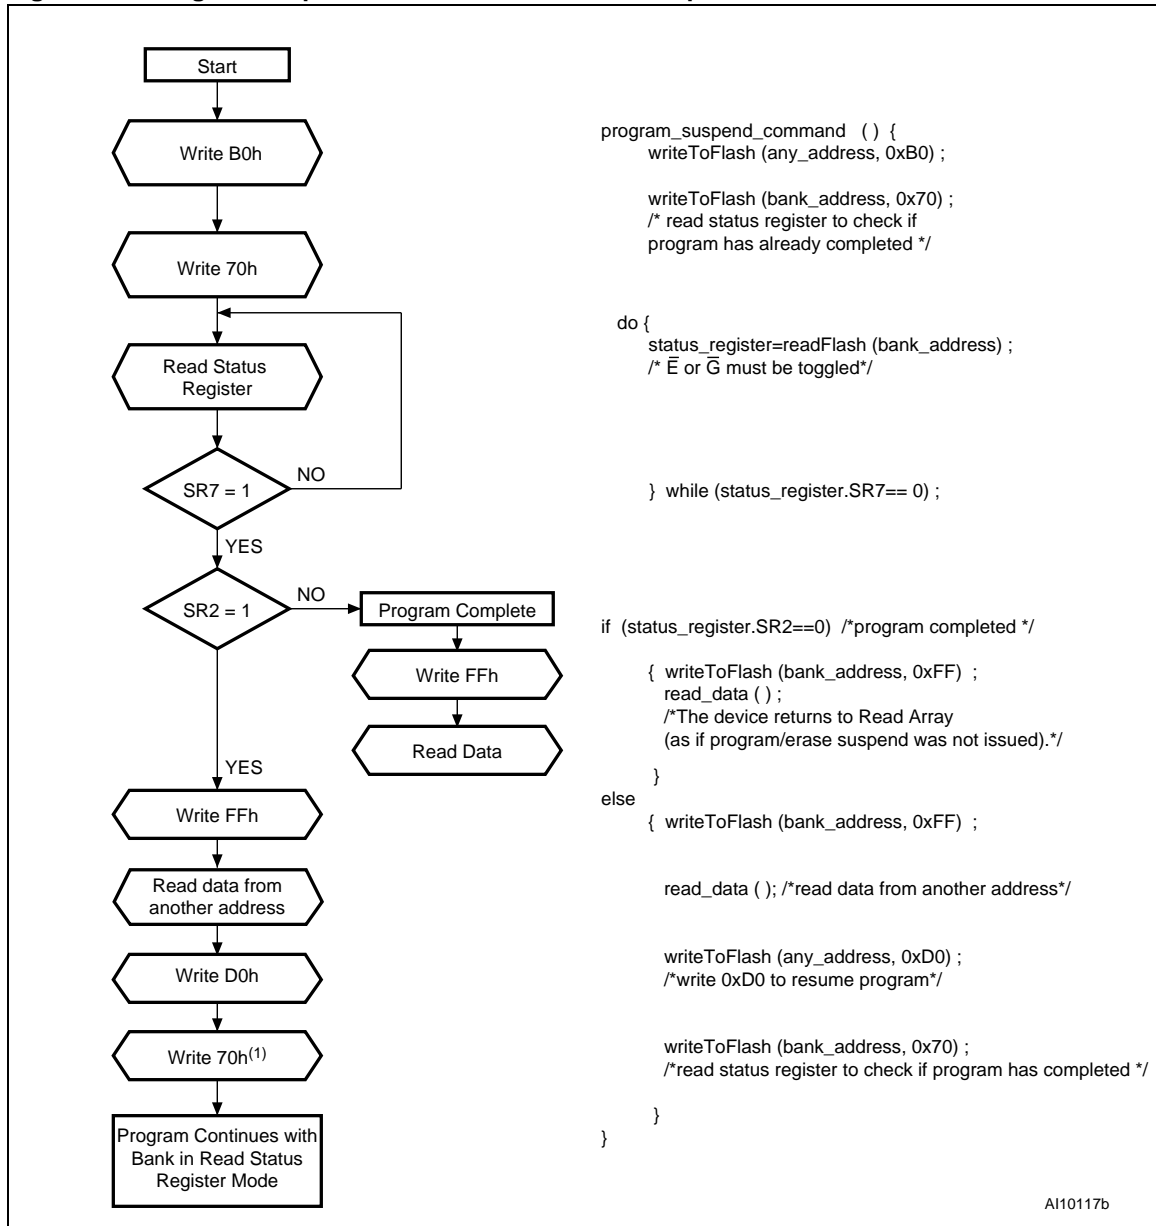 Start
Write B0h
Write 70h
Read Status
Register
SR7 = 1
NO
YES
SR2 = 1
NO
Program Complete
Write FFh
Read Data
YES
Write FFh
Read data from
another address
Write D0h
Write 70h(1)
Program Continues with
Bank in Read Status
Register Mode
program_suspend_command ( ) {
writeToFlash (any_address, 0xB0) ;
writeToFlash (bank_address, 0x70) ;
/* read status register to check if
program has already completed */
do {
status_register=readFlash (bank_address) ;
/* E̅ or G̅ must be toggled*/
} while (status_register.SR7== 0) ;
if (status_register.SR2==0) /*program completed */
{ writeToFlash (bank_address, 0xFF) ;
read_data ( ) ;
/*The device returns to Read Array
(as if program/erase suspend was not issued).*/
}
else
{ writeToFlash (bank_address, 0xFF) ;
read_data ( ); /*read data from another address*/
writeToFlash (any_address, 0xD0) ;
/*write 0xD0 to resume program*/
writeToFlash (bank_address, 0x70) ;
/*read status register to check if program has completed */
}
}
AI10117b